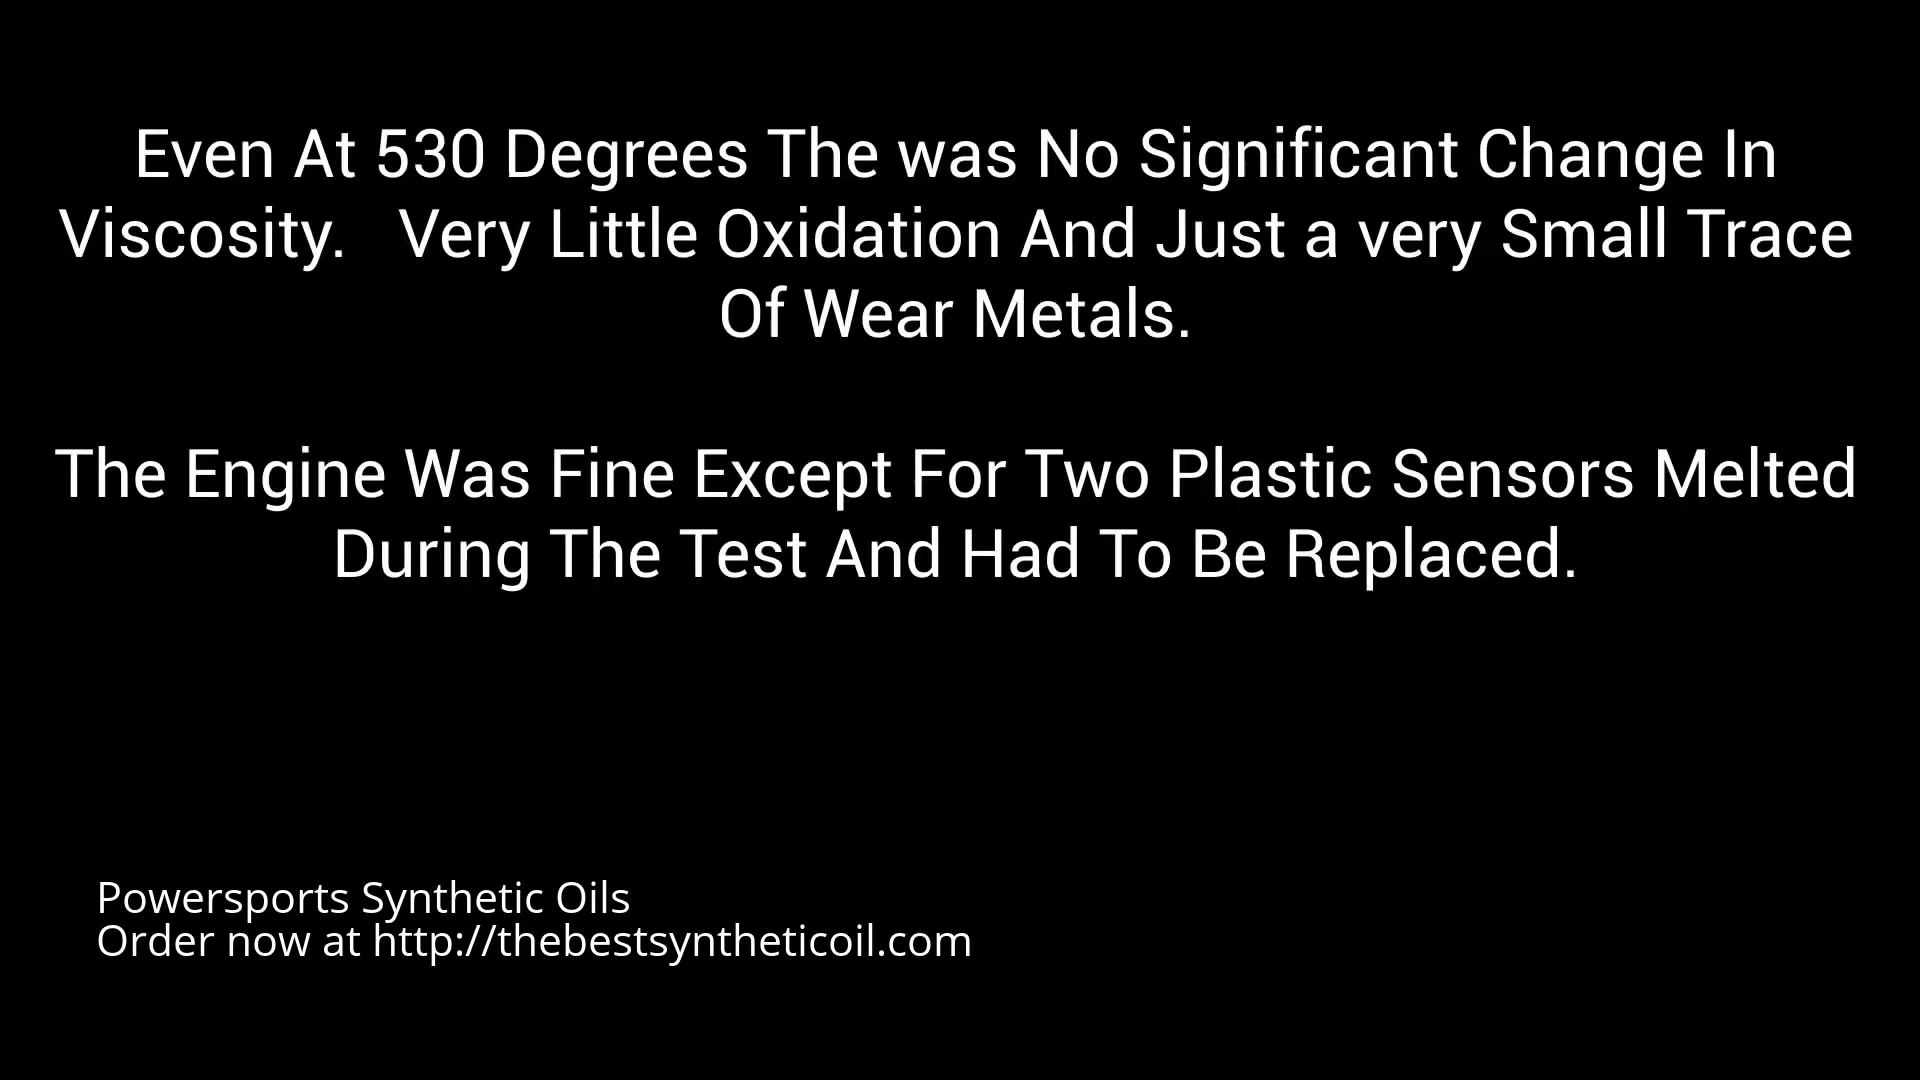 Even At 530 Degrees The was No Significant Change In
Viscosity.   Very Little Oxidation And Just a very Small Trace
Of Wear Metals.
The Engine Was Fine Except For Two Plastic Sensors Melted
During The Test And Had To Be Replaced.
Powersports Synthetic Oils
Order now at http://thebestsyntheticoil.com